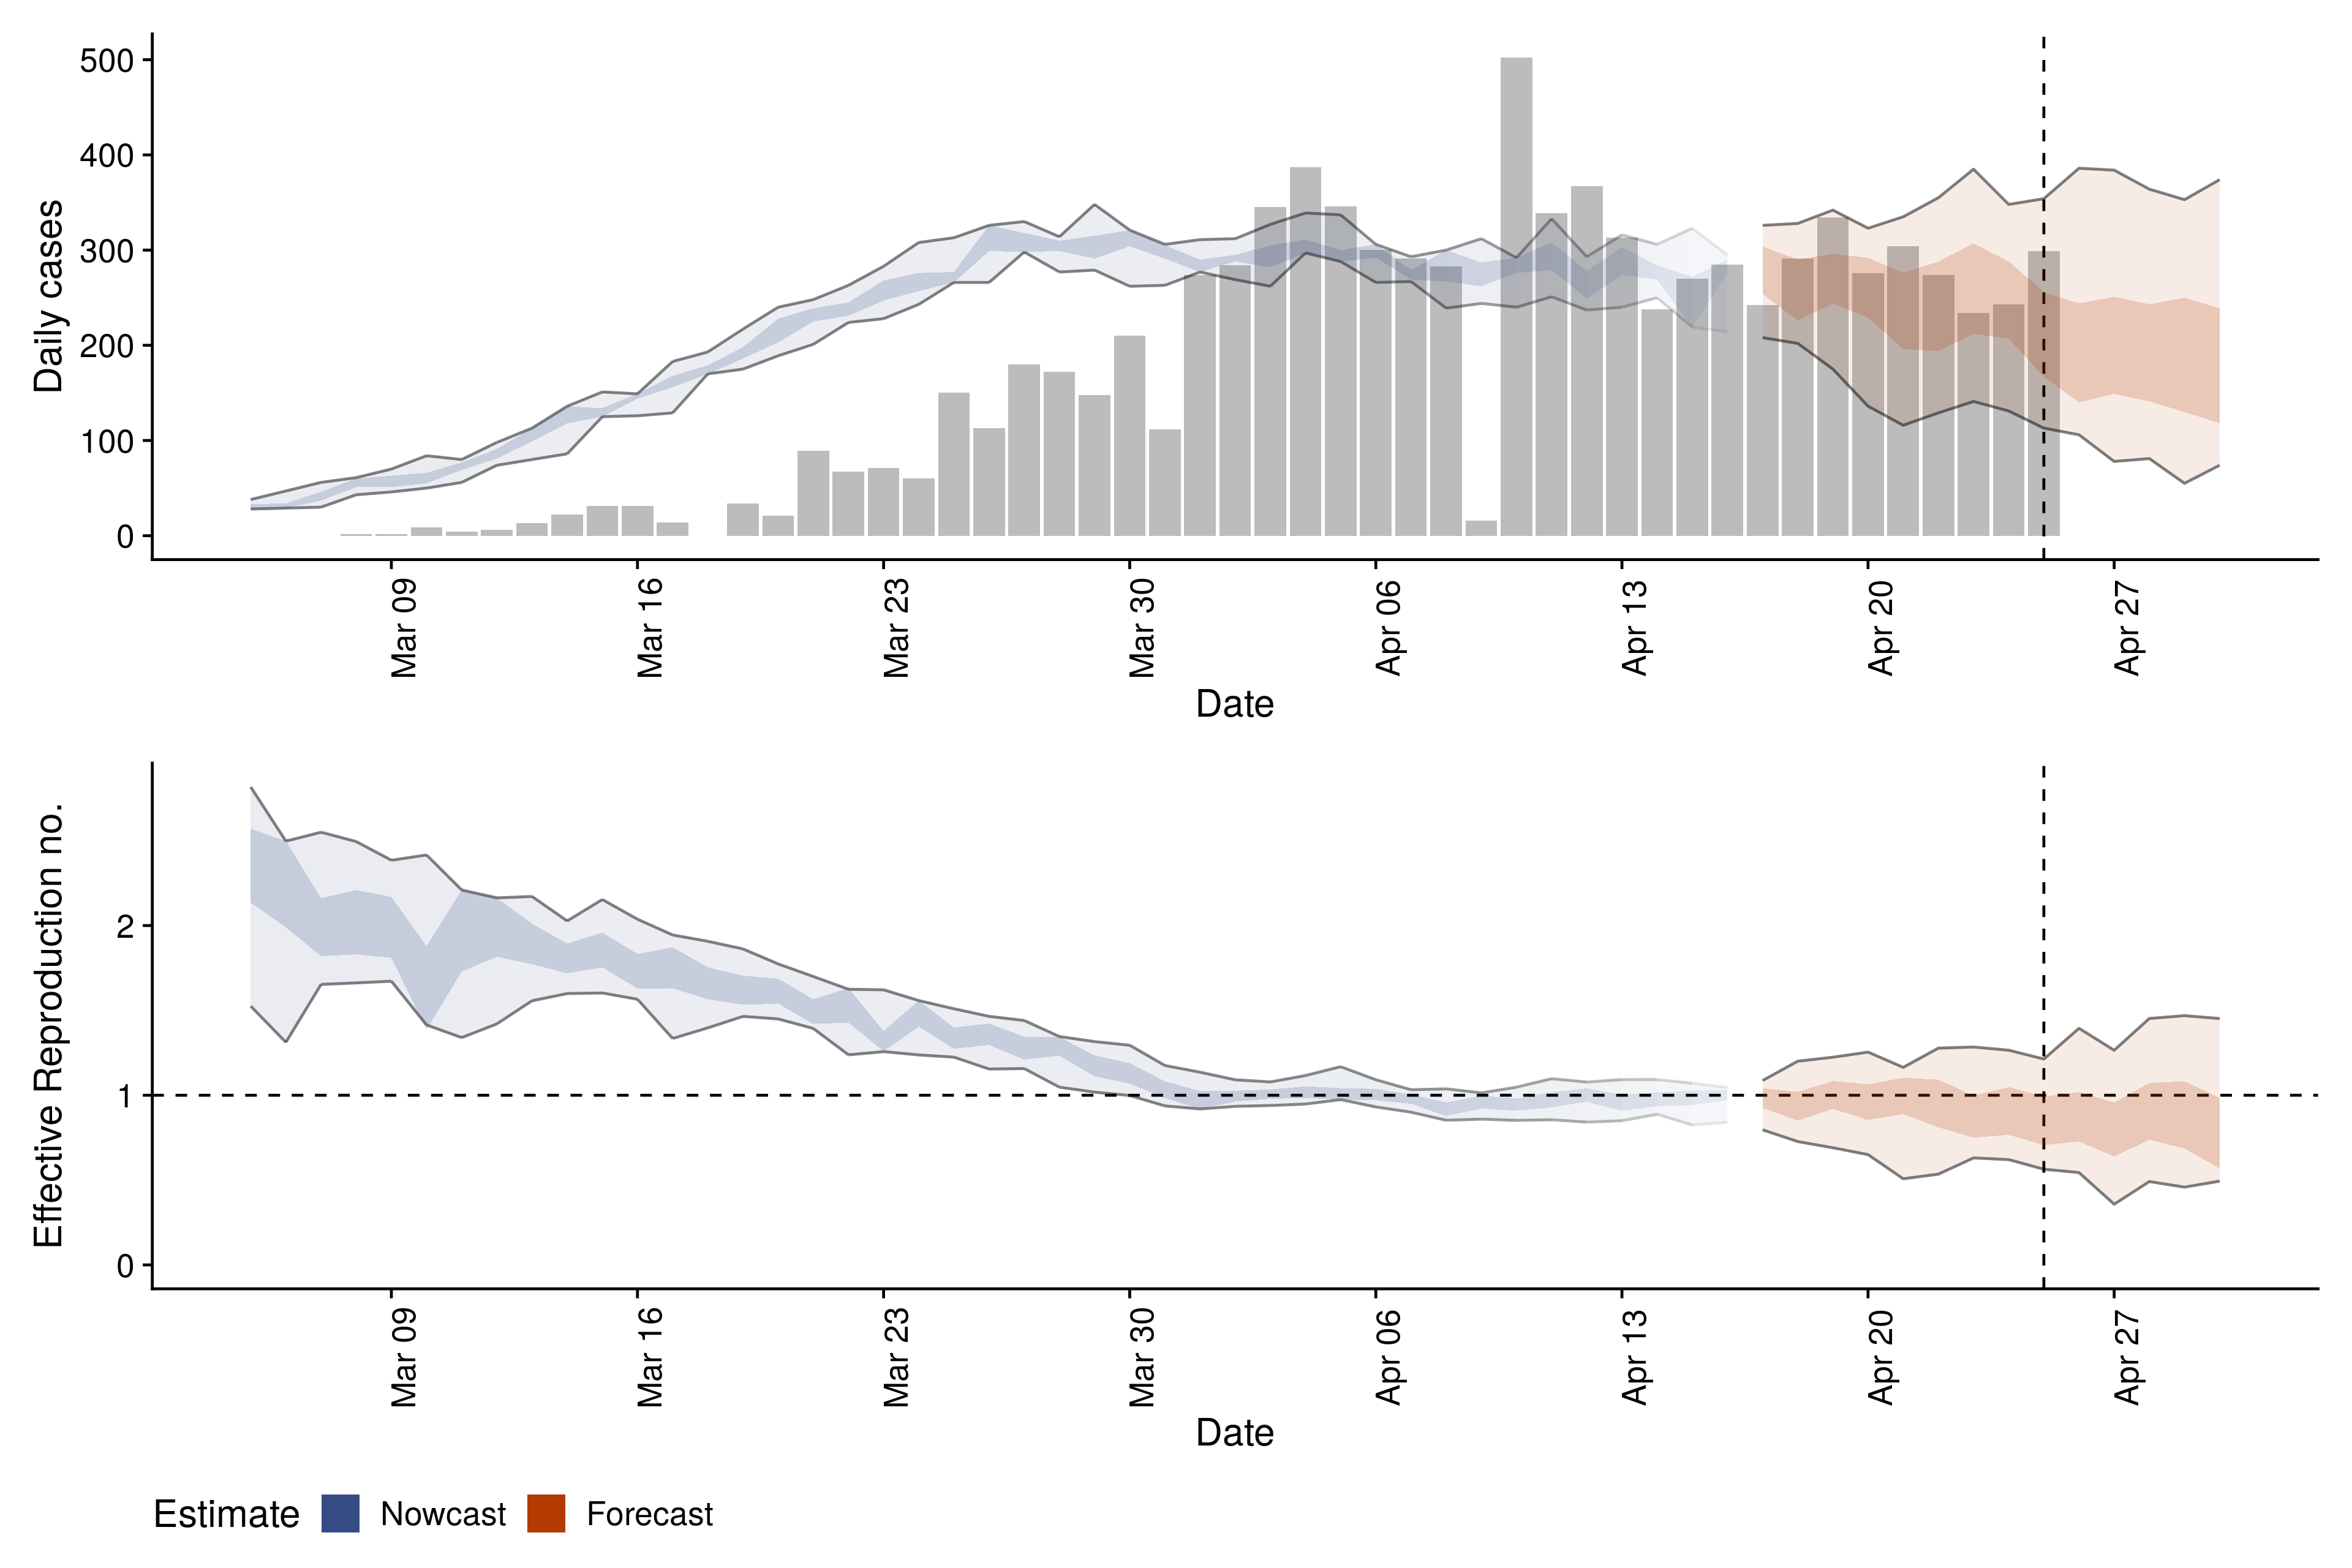 Daily cases
500
400
300
200
100
0
Mar 09
Mar 16
Mar 23
Mar 30
Apr 06
Apr 13
Apr 20
Apr 27
Date
Effective Reproduction no.
2
1
0
Mar 09
Mar 16
Mar 23
Mar 30
Apr 06
Apr 13
Apr 20
Apr 27
Date
Estimate Nowcast Forecast